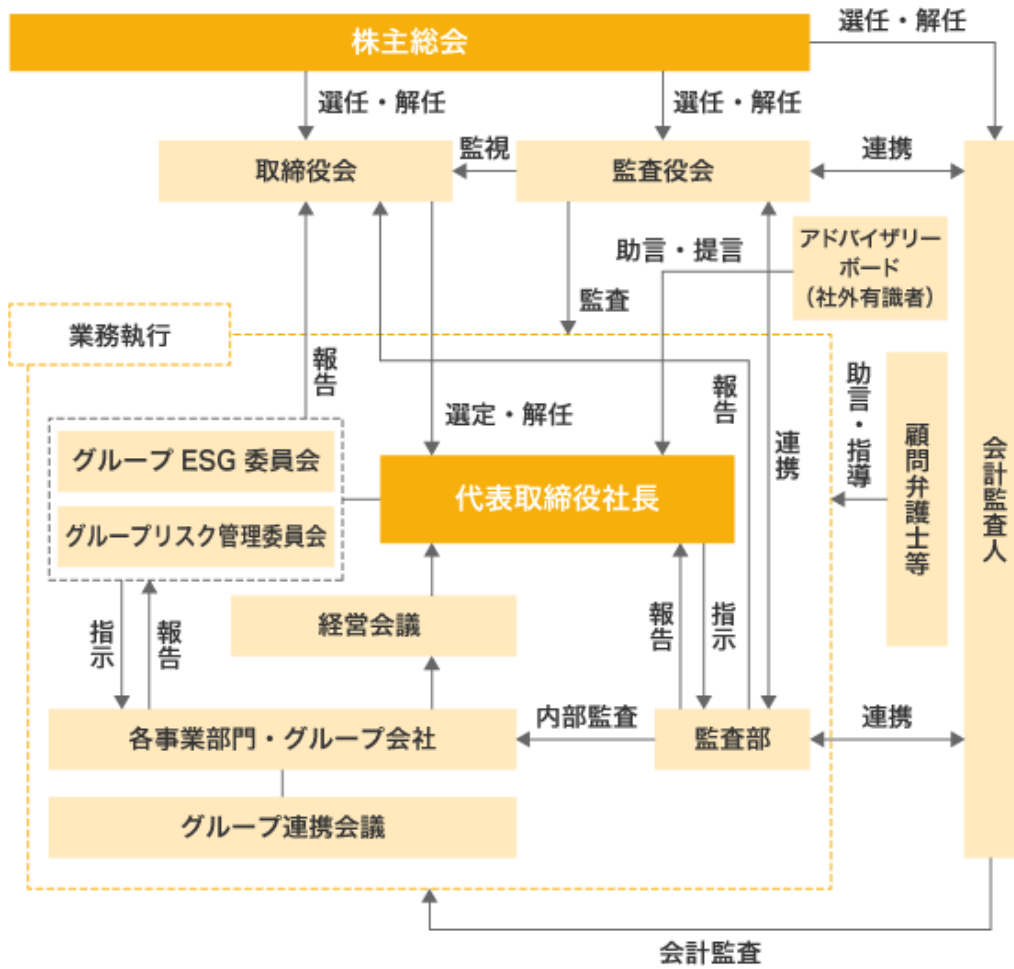 株主総会
選任・解任
選任・解任
選任・解任
取締役会
監視
監査役会
連携
アドバイザリー
ボード
（社外有識者）
助言・提言
監査
業務執行
報告
選定・解任
報告
連携
助言・指導
顧問弁護士等
会計監査人
グループ ESG 委員会
グループリスク管理委員会
代表取締役社長
経営会議
指示
報告
報告
指示
各事業部門・グループ会社
内部監査
監査部
連携
グループ連携会議
会計監査